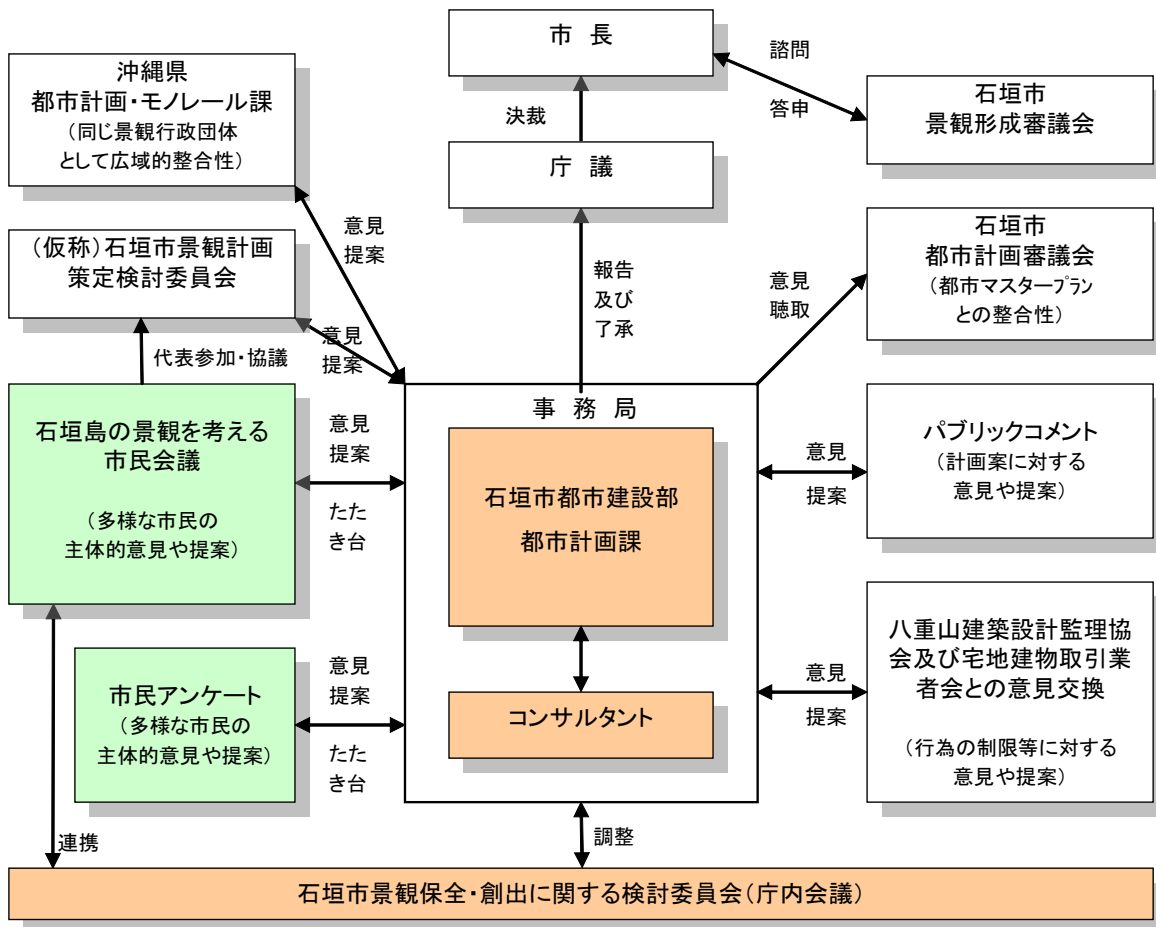 市 長
諮問
答申
石垣市
景観形成審議会
沖縄県
都市計画・モノレール課
(同じ景観行政団体
として広域的整合性)
決裁
庁 議
意見
提案
(仮称)石垣市景観計画
策定検討委員会
報告
及び
了承
意見
聴取
石垣市
都市計画審議会
(都市マスタープラン
との整合性)
意見
提案
代表参加・協議
石垣島の景観を考える
市民会議
(多様な市民の
主体的意見や提案)
意見
提案
たた
き台
事 務 局
石垣市都市建設部
都市計画課
意見
提案
パブリックコメント
(計画案に対する
意見や提案)
市民アンケート
(多様な市民の
主体的意見や提案)
意見
提案
たた
き台
コンサルタント
意見
提案
八重山建築設計監理協
会及び宅地建物取引業
者会との意見交換
(行為の制限等に対する
意見や提案)
連携
調整
石垣市景観保全・創出に関する検討委員会(庁内会議)